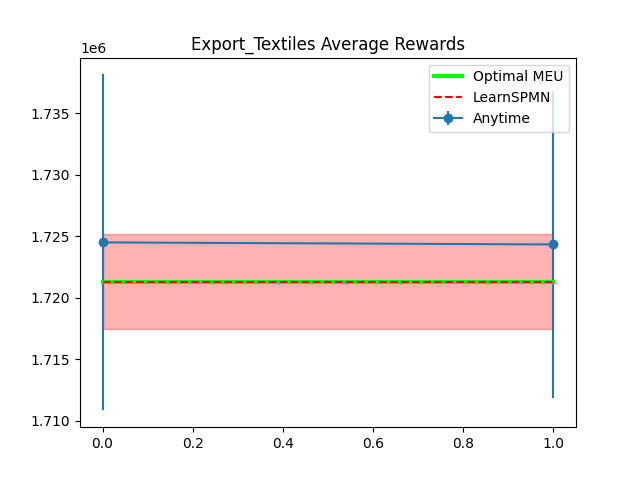 Export_Textiles Average Rewards
1e6
Optimal MEU
LearnSPMN
Anytime
1.735
1.730
1.725
1.720
1.715
1.710
0.0 0.2 0.4 0.6 0.8 1.0